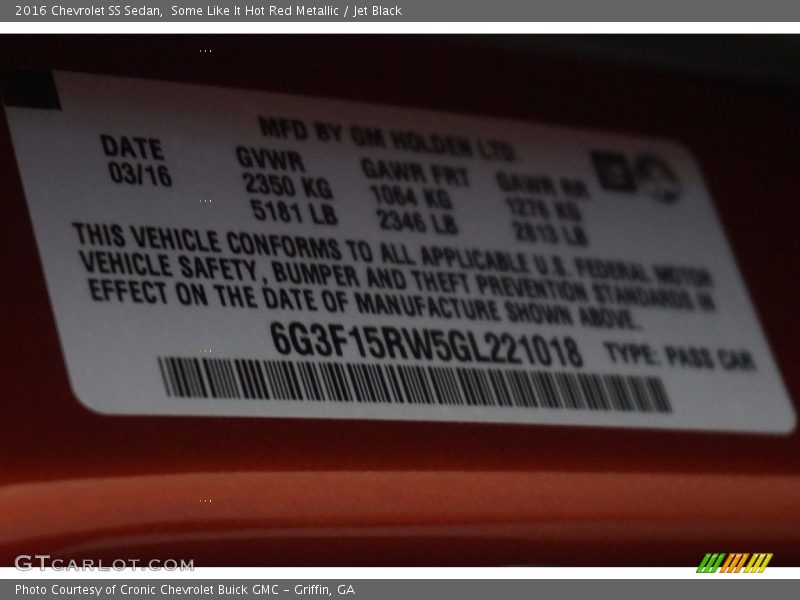 2016 Chevrolet SS Sedan,  Some Like It Hot Red Metallic / Jet Black
MFD BY GM HOLDEN LTD
DATE GVWR GAWR FRT GAWR RR
03/16 2350 KG 1064 KG 1276 KG
5181 LB 2346 LB 2813 LB
THIS VEHICLE CONFORMS TO ALL APPLICABLE U.S. FEDERAL MOTOR
VEHICLE SAFETY, BUMPER AND THEFT PREVENTION STANDARDS IN
EFFECT ON THE DATE OF MANUFACTURE SHOWN ABOVE.
6G3F15RW5GL221018 TYPE: PASS CAR
GTCARLOT.COM
Photo Courtesy of Cronic Chevrolet Buick GMC - Griffin, GA